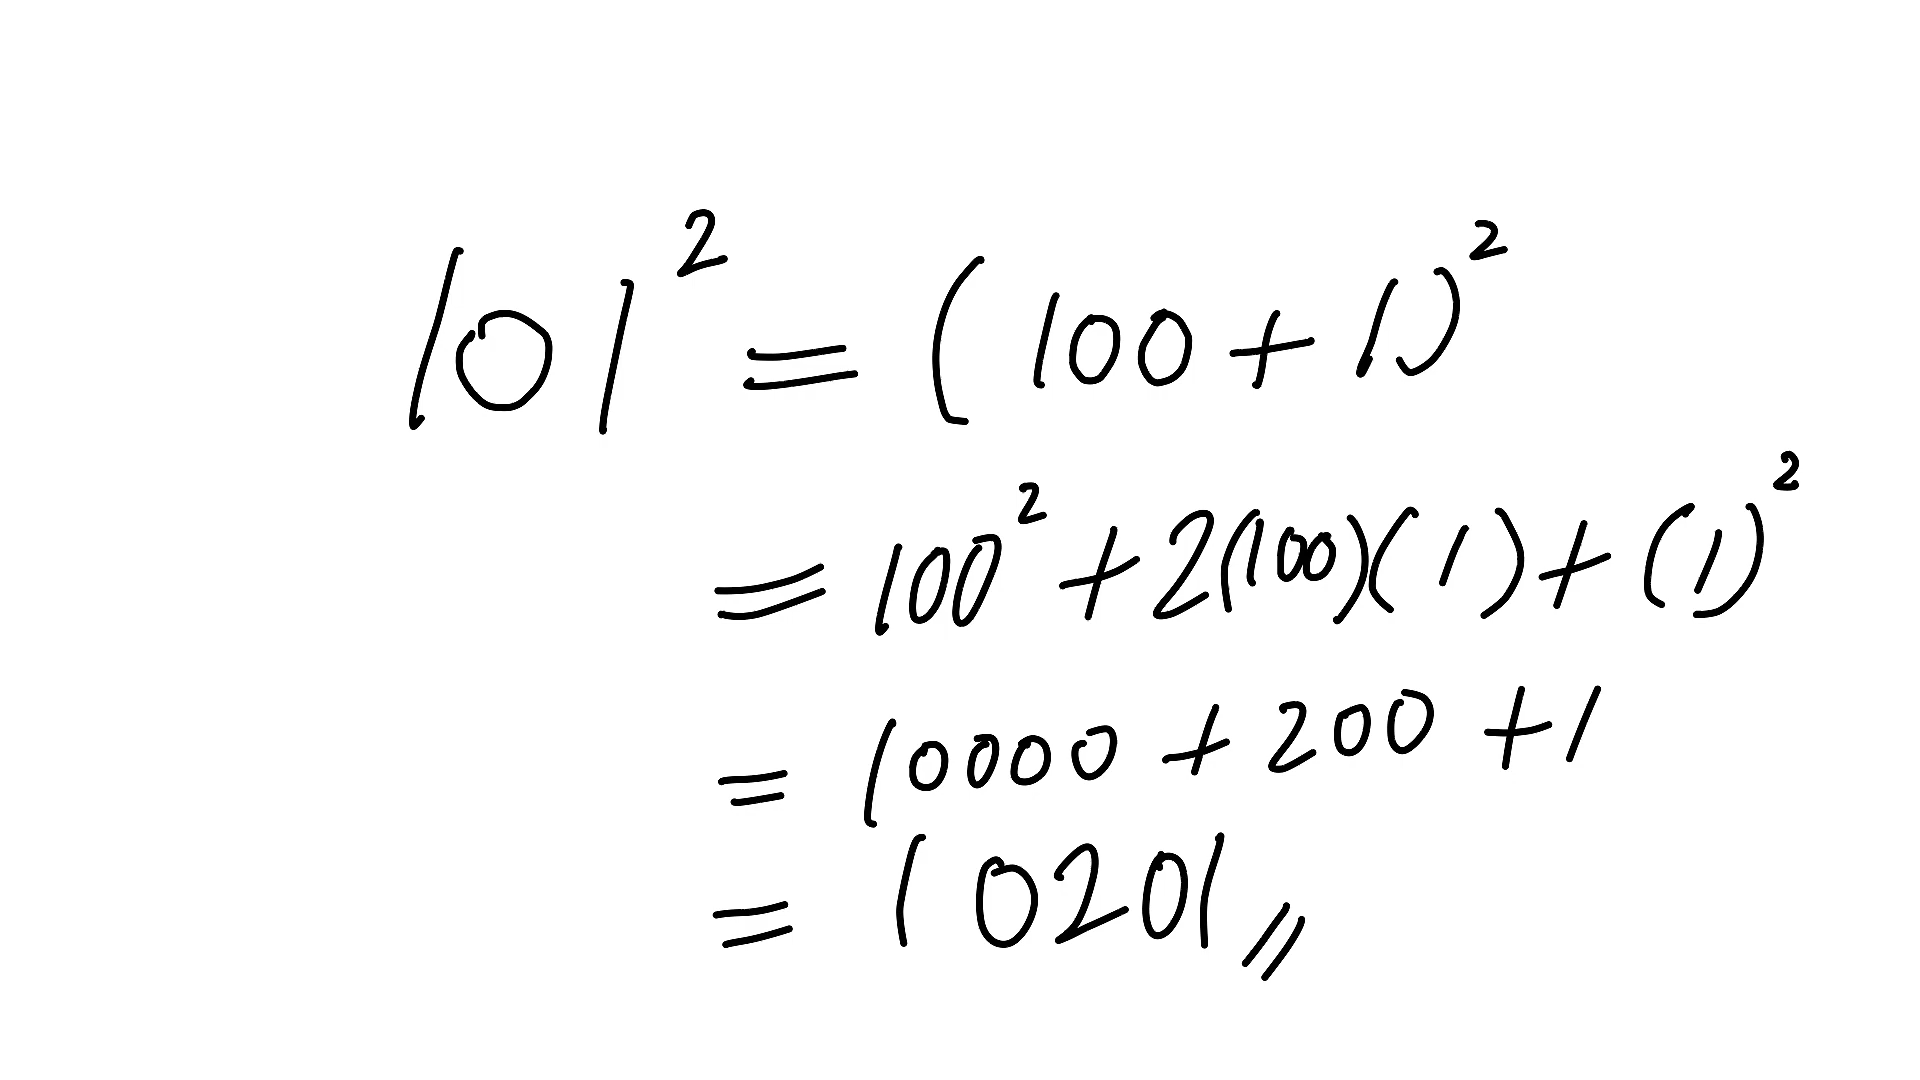 101² = (100 + 1)²
= 100² + 2(100)(1) + (1)²
= 10000 + 200 + 1
= 10201 //